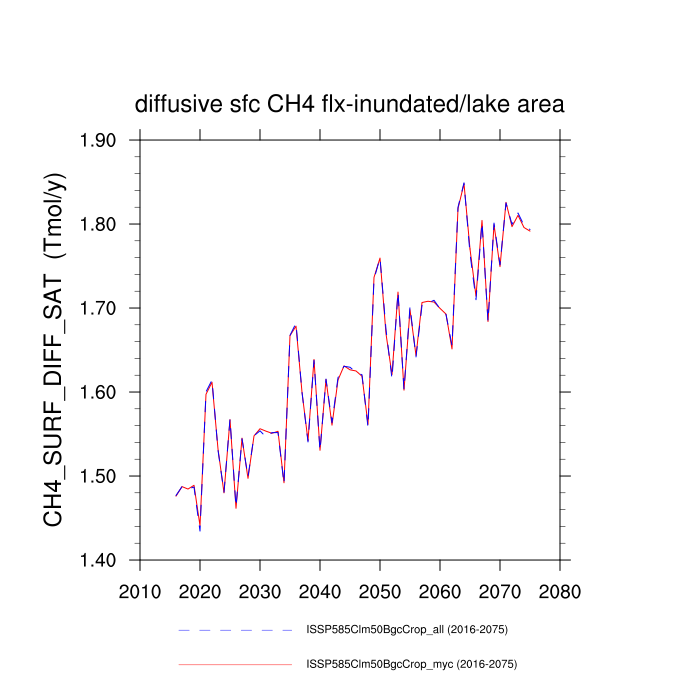 diffusive sfc CH4 flx-inundated/lake area
CH4_SURF_DIFF_SAT (Tmol/y)
1.90
1.80
1.70
1.60
1.50
1.40
2010 2020 2030 2040 2050 2060 2070 2080
ISSP585Clm50BgcCrop_all (2016-2075)
ISSP585Clm50BgcCrop_myc (2016-2075)